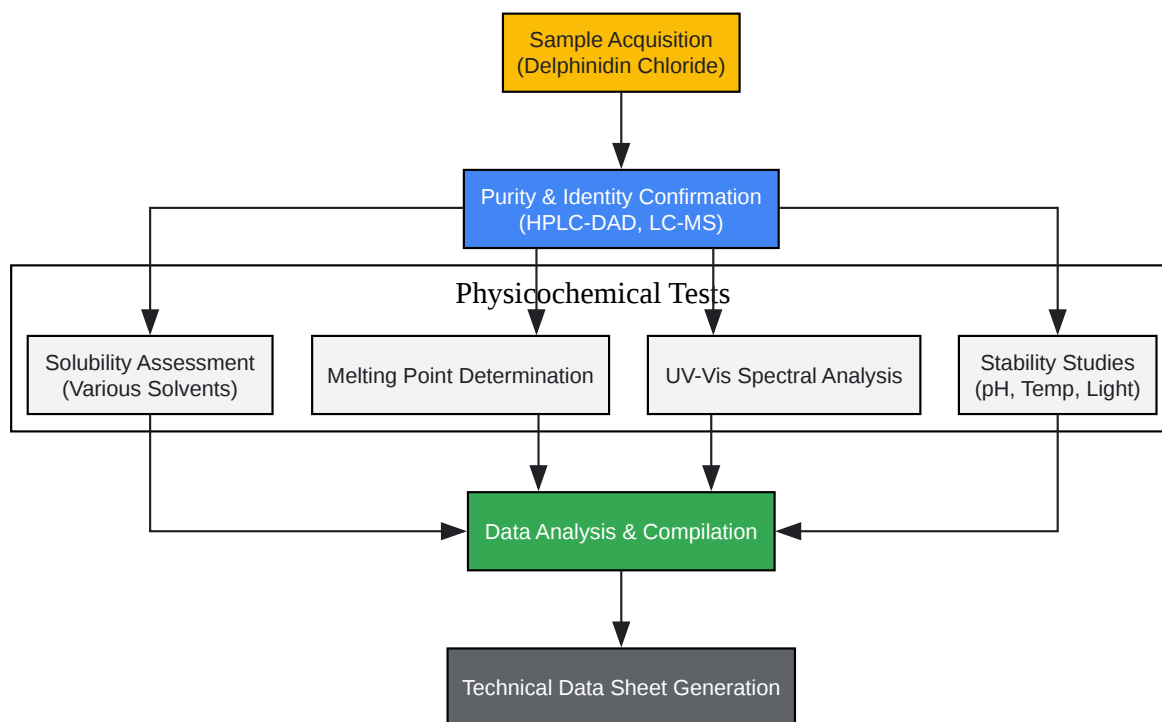 Sample Acquisition
(Delphinidin Chloride)
Purity & Identity Confirmation
(HPLC-DAD, LC-MS)
Physicochemical Tests
Solubility Assessment
(Various Solvents)
Melting Point Determination
UV-Vis Spectral Analysis
Stability Studies
(pH, Temp, Light)
Data Analysis & Compilation
Technical Data Sheet Generation